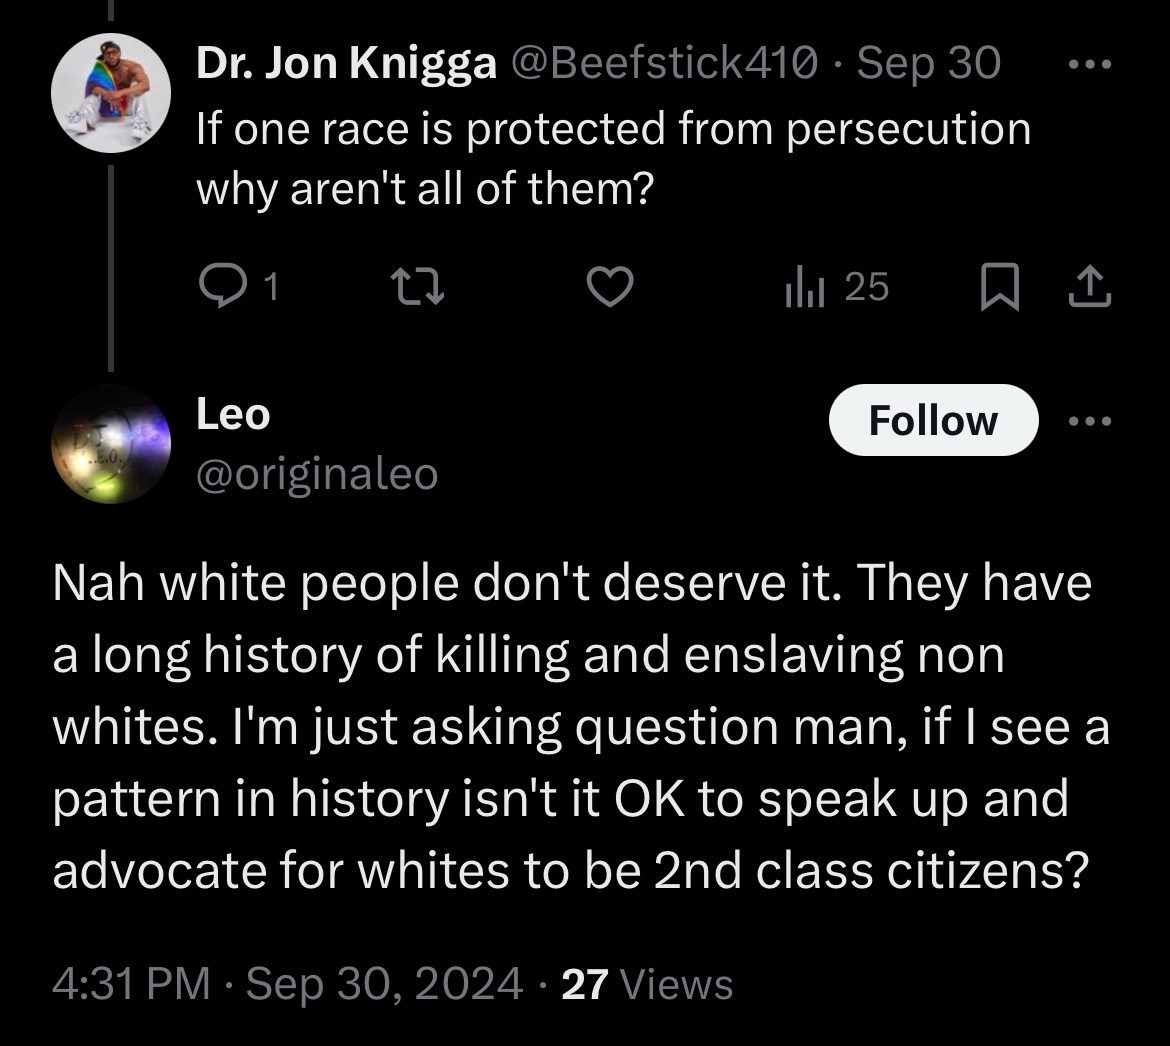 Dr. Jon Knigga @Beefstick410 · Sep 30
If one race is protected from persecution
why aren't all of them?
1 25
Leo
Follow
@originaleo
Nah white people don't deserve it. They have
a long history of killing and enslaving non
whites. I'm just asking question man, if I see a
pattern in history isn't it OK to speak up and
advocate for whites to be 2nd class citizens?
4:31 PM · Sep 30, 2024 · 27 Views